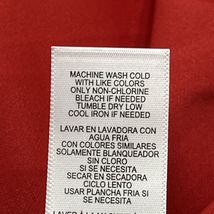 MACHINE WASH COLD
WITH LIKE COLORS
ONLY NON-CHLORINE
BLEACH IF NEEDED
TUMBLE DRY LOW
COOL IRON IF NEEDED
LAVAR EN LAVADORA CON
AGUA FRIA
CON COLORES SIMILARES
SOLAMENTE BLANQUEADOR
SIN CLORO
SI SE NECESITA
SECAR EN SECADORA
CICLO LENTO
USAR PLANCHA FRIA SI
SE NECESITA
LAVER À LA